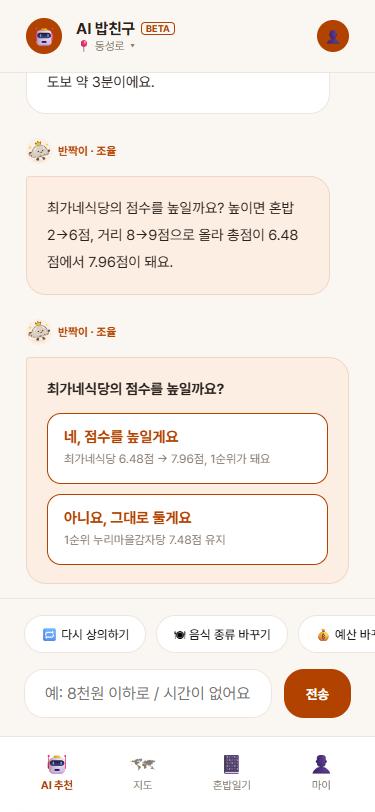 AI 밥친구 BETA
동성로 ▾
도보 약 3분이에요.
반짝이 · 조율
최가네식당의 점수를 높일까요? 높이면 혼밥
2→6점, 거리 8→9점으로 올라 총점이 6.48
점에서 7.96점이 돼요.
반짝이 · 조율
최가네식당의 점수를 높일까요?
네, 점수를 높일게요
최가네식당 6.48점 → 7.96점, 1순위가 돼요
아니요, 그대로 둘게요
1순위 누리마을감자탕 7.48점 유지
다시 상의하기 음식 종류 바꾸기 예산 바꾸
예: 8천원 이하로 / 시간이 없어요 전송
AI 추천 지도 혼밥일기 마이